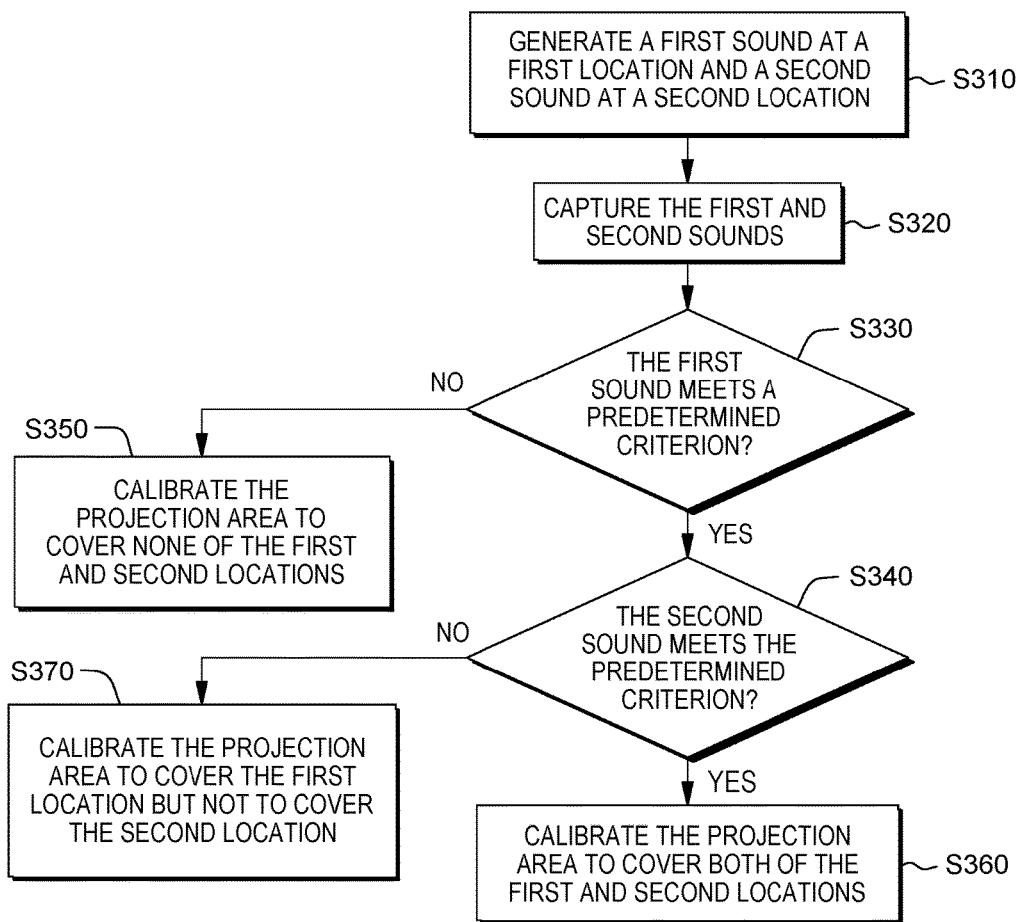 GENERATE A FIRST SOUND AT A
FIRST LOCATION AND A SECOND
SOUND AT A SECOND LOCATION
S310
CAPTURE THE FIRST AND
SECOND SOUNDS
S320
S330
THE FIRST
SOUND MEETS A
PREDETERMINED
CRITERION?
NO
YES
S350
CALIBRATE THE
PROJECTION AREA TO
COVER NONE OF THE FIRST
AND SECOND LOCATIONS
S340
THE SECOND
SOUND MEETS THE
PREDETERMINED
CRITERION?
NO
YES
S370
CALIBRATE THE PROJECTION
AREA TO COVER THE FIRST
LOCATION BUT NOT TO COVER
THE SECOND LOCATION
CALIBRATE THE PROJECTION
AREA TO COVER BOTH OF THE
FIRST AND SECOND LOCATIONS
S360